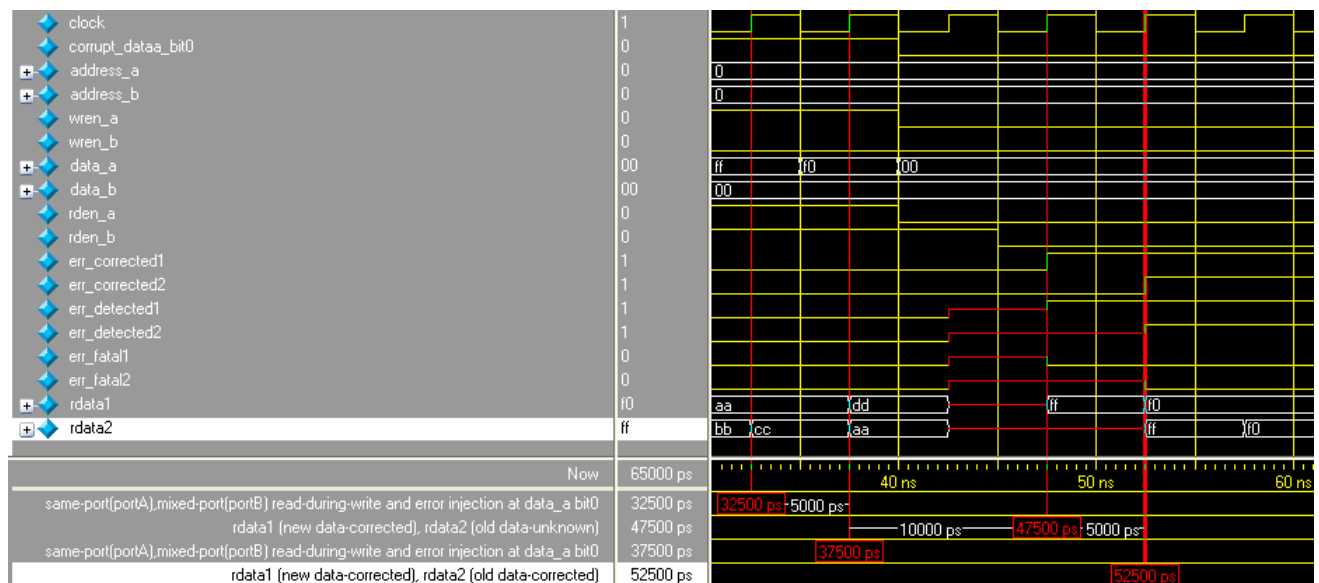 clock 1
corrupt_dataa_bit0 0
address_a 0 0
address_b 0 0
wren_a 0
wren_b 0
data_a 00 ff f0 00
data_b 00 00
rden_a 0
rden_b 0
err_corrected1 1
err_corrected2 1
err_detected1 1
err_detected2 1
err_fatal1 0
err_fatal2 0
rdata1 f0 aa dd ff f0
rdata2 ff bb cc aa ff f0
Now 65000 ps 40 ns 50 ns 60 ns
same-port(portA),mixed-port(portB) read-during-write and error injection at data_a bit0 32500 ps 32500 ps 5000 ps
rdata1 (new data-corrected), rdata2 (old data-unknown) 47500 ps 10000 ps 47500 ps 5000 ps
same-port(portA),mixed-port(portB) read-during-write and error injection at data_a bit0 37500 ps 37500 ps
rdata1 (new data-corrected), rdata2 (old data-corrected) 52500 ps 52500 ps